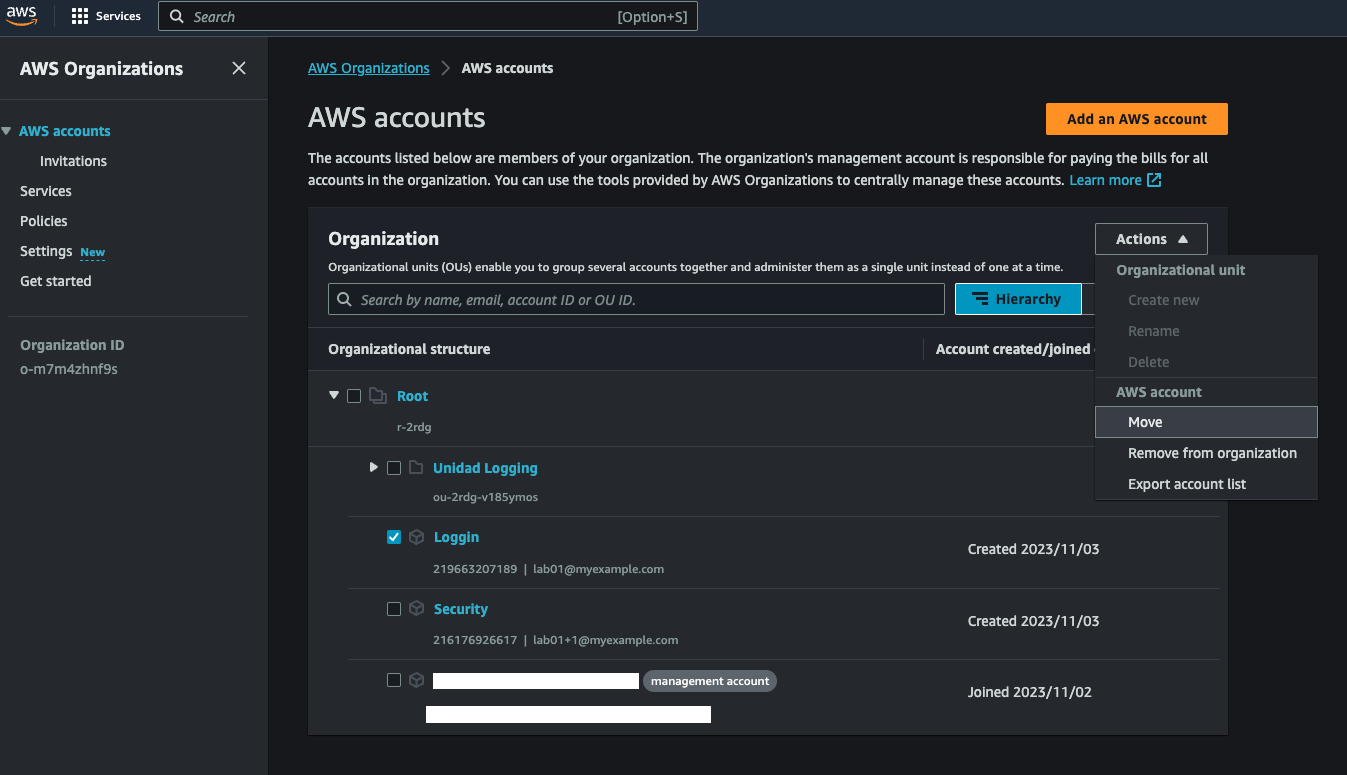 aws
Services
Search
[Option+S]
AWS Organizations
AWS accounts
Invitations
Services
Policies
Settings New
Get started
Organization ID
o-m7m4zhnf9s
AWS Organizations
AWS accounts
AWS accounts
Add an AWS account
The accounts listed below are members of your organization. The organization's management account is responsible for paying the bills for all
accounts in the organization. You can use the tools provided by AWS Organizations to centrally manage these accounts. Learn more
Organization
Actions
Organizational units (OUs) enable you to group several accounts together and administer them as a single unit instead of one at a time.
Search by name, email, account ID or OU ID.
Hierarchy
Organizational unit
Create new
Rename
Delete
AWS account
Move
Remove from organization
Export account list
Organizational structure
Account created/joined
Root
r-2rdg
Unidad Logging
ou-2rdg-v185ymos
Loggin
219663207189 | lab01@myexample.com
Created 2023/11/03
Security
216176926617 | lab01+1@myexample.com
Created 2023/11/03
management account
Joined 2023/11/02